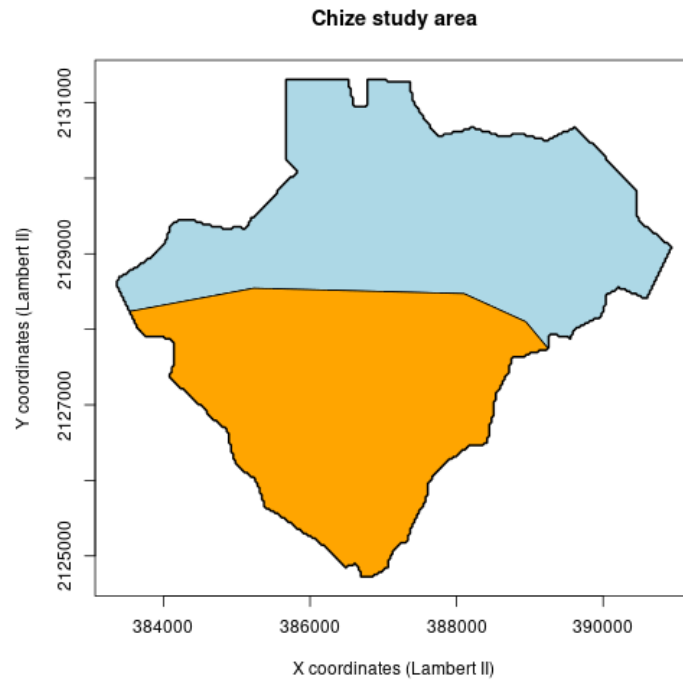 Chize study area
Y coordinates (Lambert II)
2131000
2129000
2127000
2125000
384000 386000 388000 390000
X coordinates (Lambert II)